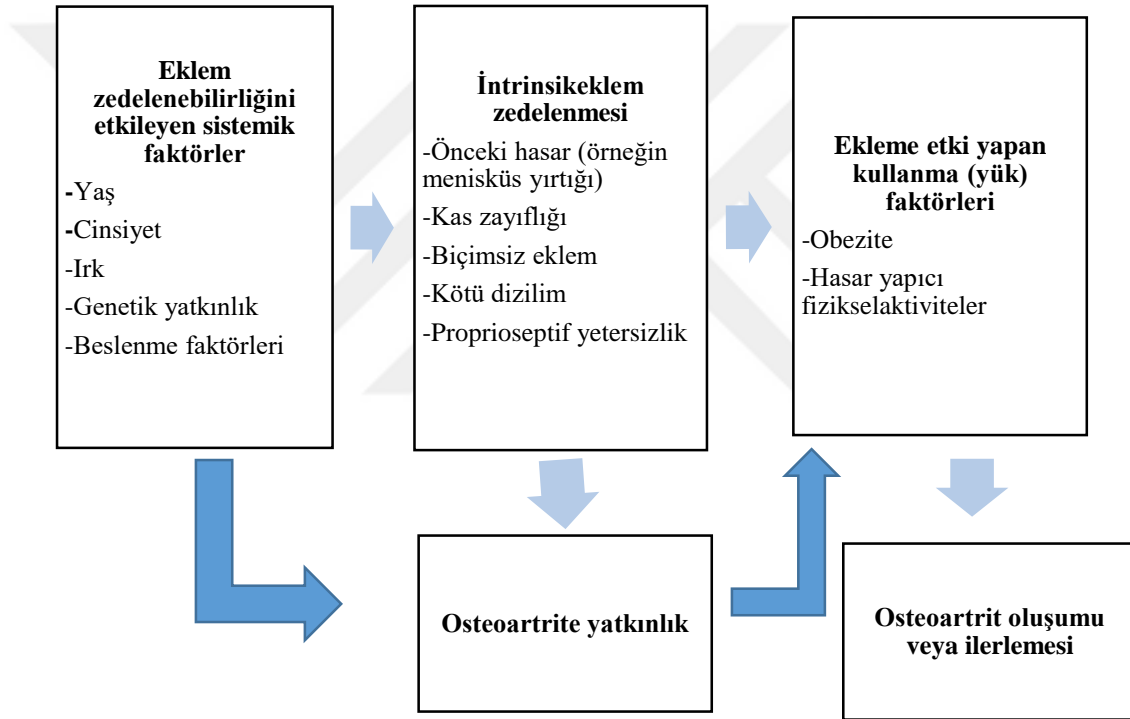 Eklem
zedelenebilirliğini
etkileyen sistemik
faktörler
-Yaş
-Cinsiyet
-Irk
-Genetik yatkınlık
-Beslenme faktörleri
İntrinsikeklem
zedelenmesi
-Önceki hasar (örneğin
menisküs yırtığı)
-Kas zayıflığı
-Biçimsiz eklem
-Kötü dizilim
-Proprioseptif yetersizlik
Ekleme etki yapan
kullanma (yük)
faktörleri
-Obezite
-Hasar yapıcı
fizikselaktiviteler
Osteoartrite yatkınlık
Osteoartrit oluşumu
veya ilerlemesi